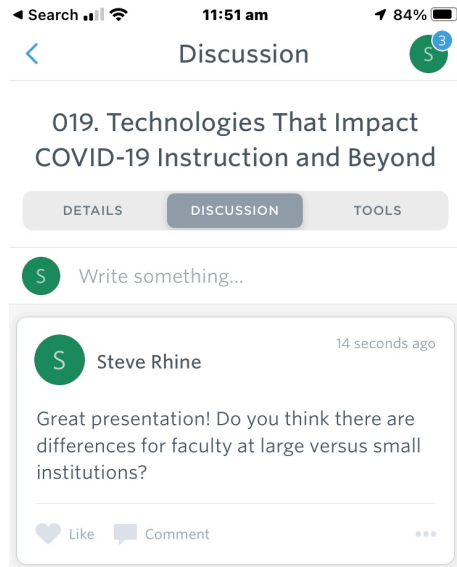 Search 11:51 am 84%
Discussion
S 3
019. Technologies That Impact
COVID-19 Instruction and Beyond
DETAILS DISCUSSION TOOLS
S Write something...
14 seconds ago
S Steve Rhine
Great presentation! Do you think there are
differences for faculty at large versus small
institutions?
Like Comment